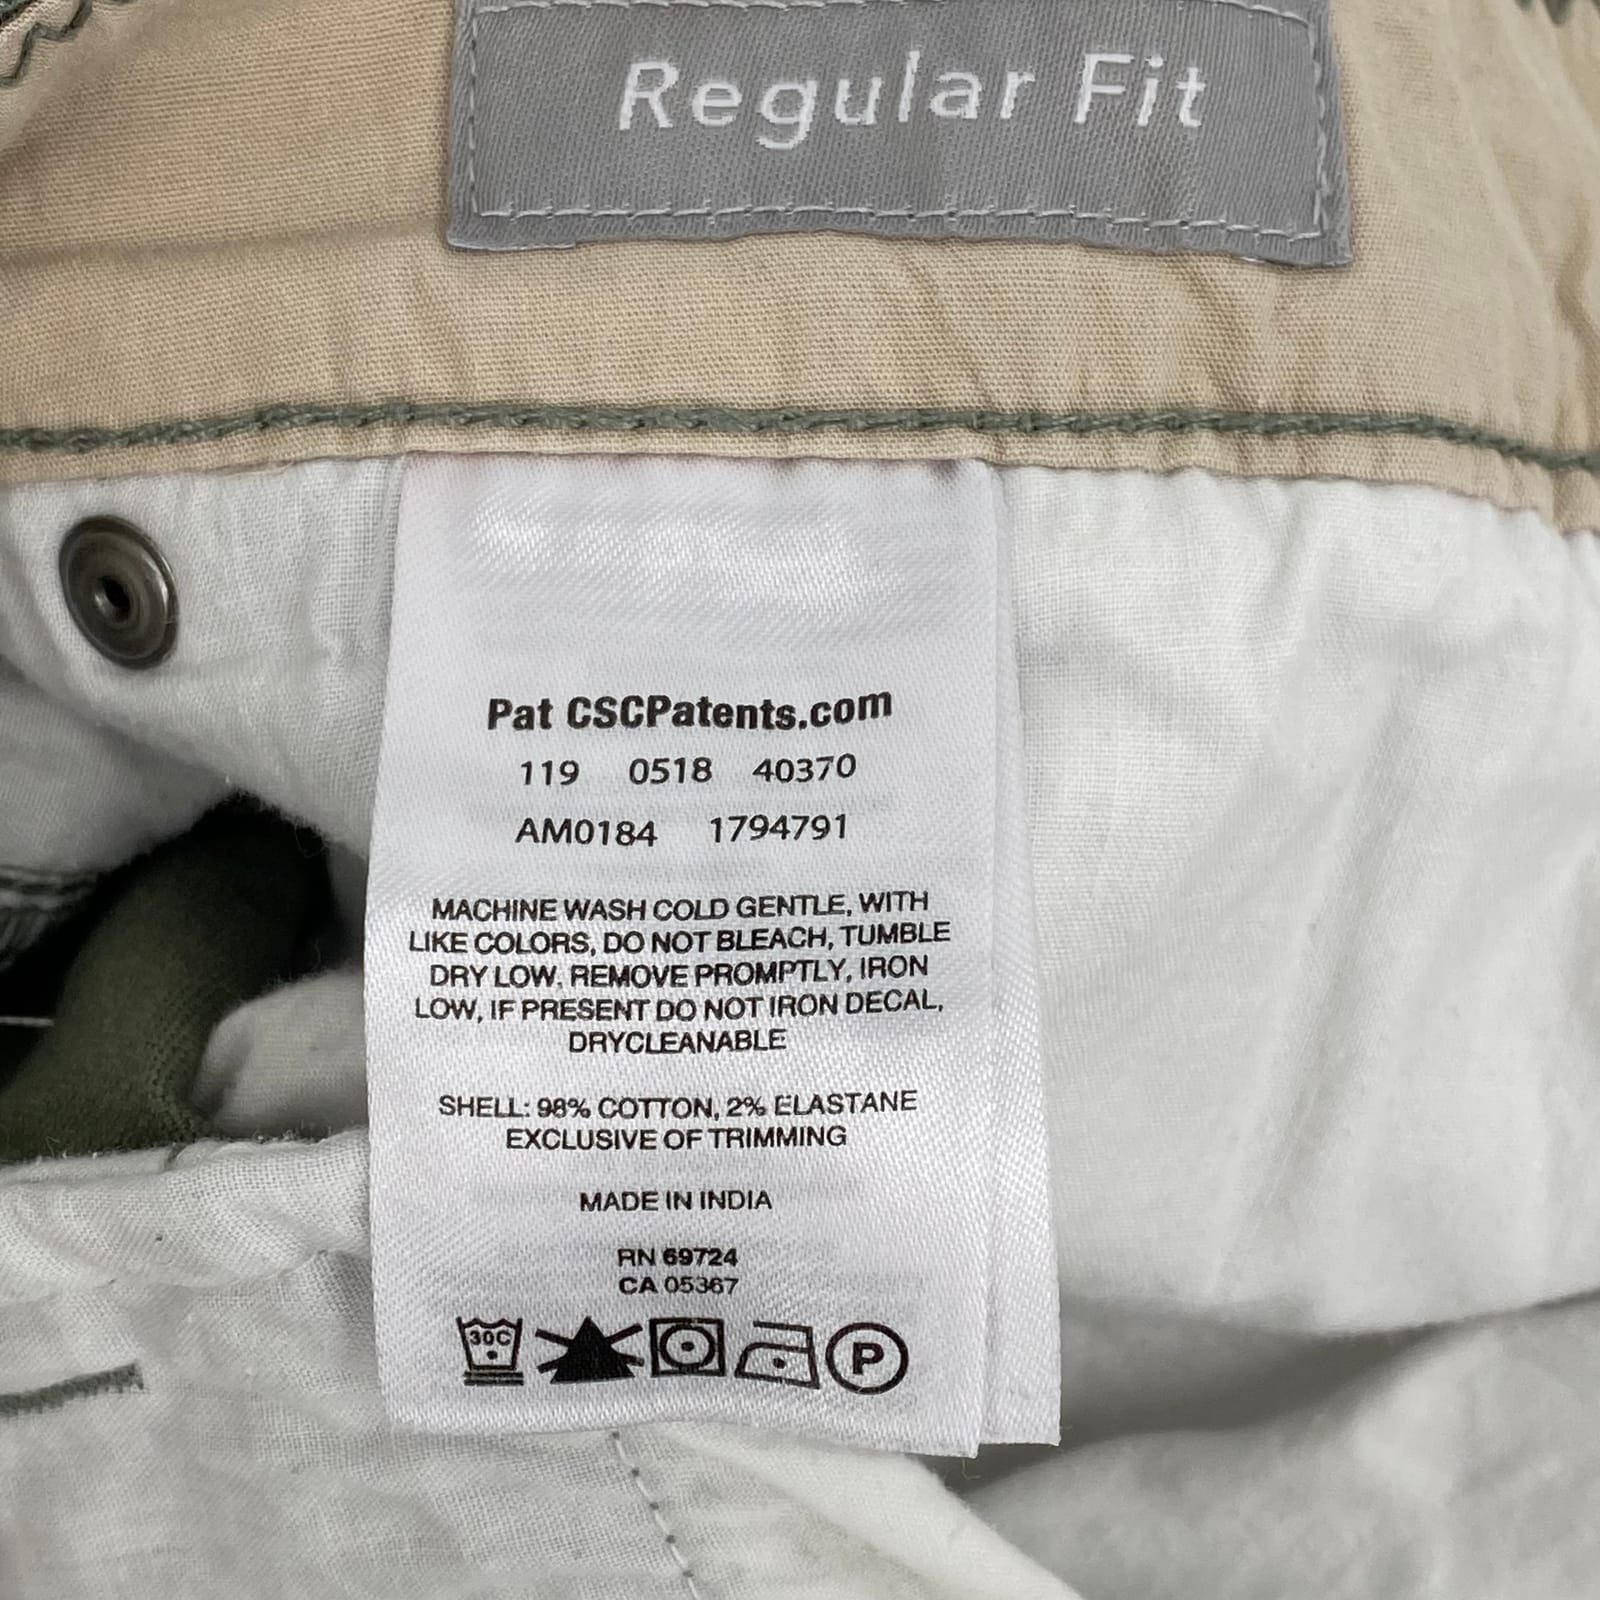 Regular Fit
Pat CSCPatents.com
119 0518 40370
AM0184 1794791
MACHINE WASH COLD GENTLE, WITH
LIKE COLORS, DO NOT BLEACH, TUMBLE
DRY LOW, REMOVE PROMPTLY, IRON
LOW, IF PRESENT DO NOT IRON DECAL,
DRYCLEANABLE
SHELL: 98% COTTON, 2% ELASTANE
EXCLUSIVE OF TRIMMING
MADE IN INDIA
RN 69724
CA 05367
30C P